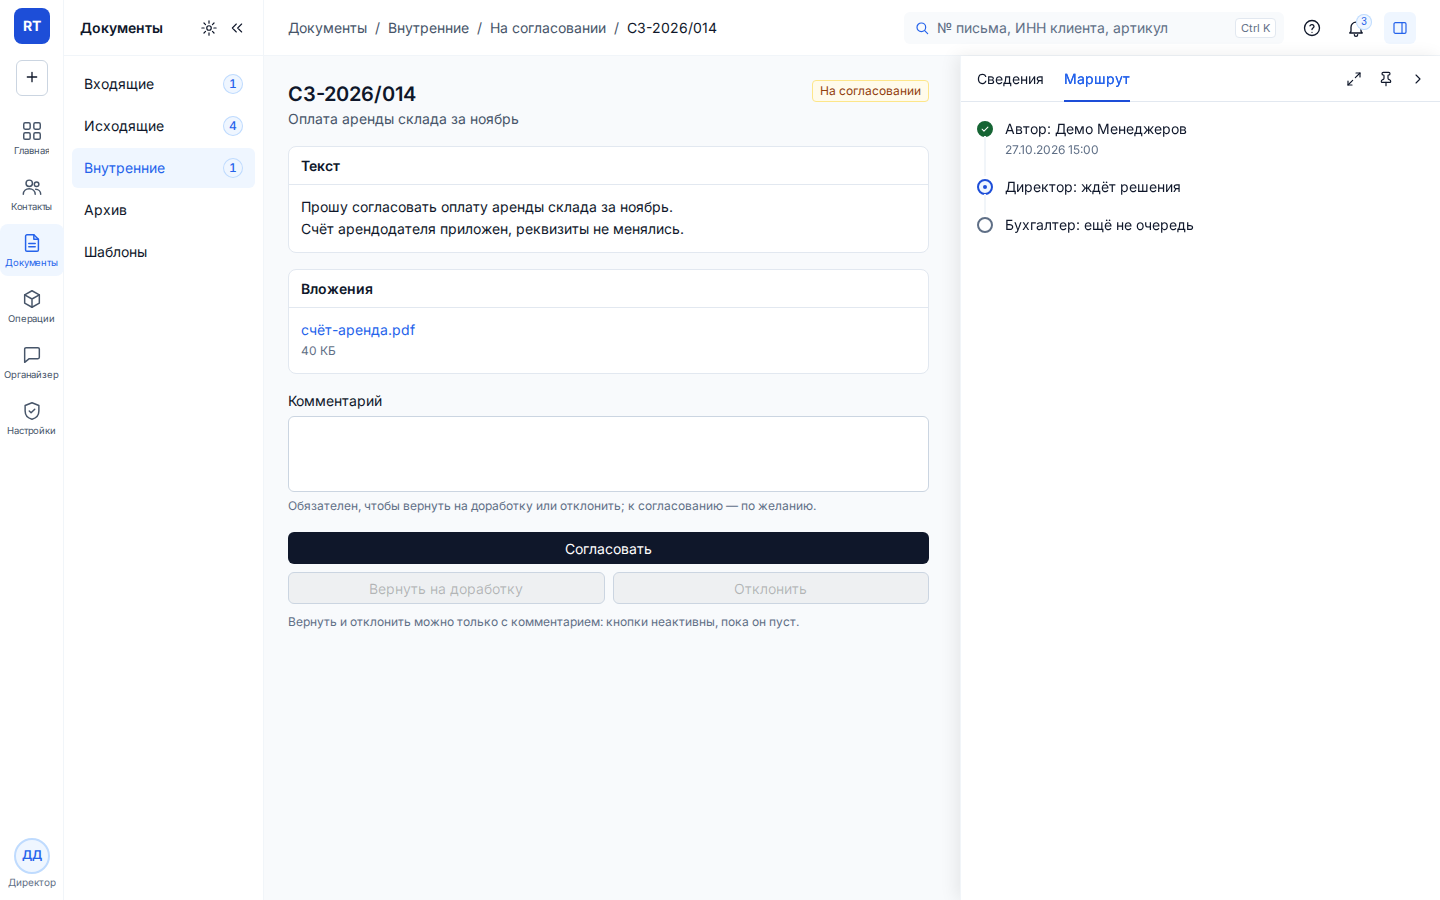 RT
+
Главная
Контакты
Документы
Операции
Органайзер
Настройки
ДД
Директор
Документы
Входящие 1
Исходящие 4
Внутренние 1
Архив
Шаблоны
Документы / Внутренние / На согласовании / СЗ-2026/014
№ письма, ИНН клиента, артикул Ctrl K
3
СЗ-2026/014
На согласовании
Оплата аренды склада за ноябрь
Текст
Прошу согласовать оплату аренды склада за ноябрь.
Счёт арендодателя приложен, реквизиты не менялись.
Вложения
счёт-аренда.pdf
40 КБ
Комментарий
Обязателен, чтобы вернуть на доработку или отклонить; к согласованию — по желанию.
Согласовать
Вернуть на доработку
Отклонить
Вернуть и отклонить можно только с комментарием: кнопки неактивны, пока он пуст.
Сведения
Маршрут
Автор: Демо Менеджеров
27.10.2026 15:00
Директор: ждёт решения
Бухгалтер: ещё не очередь